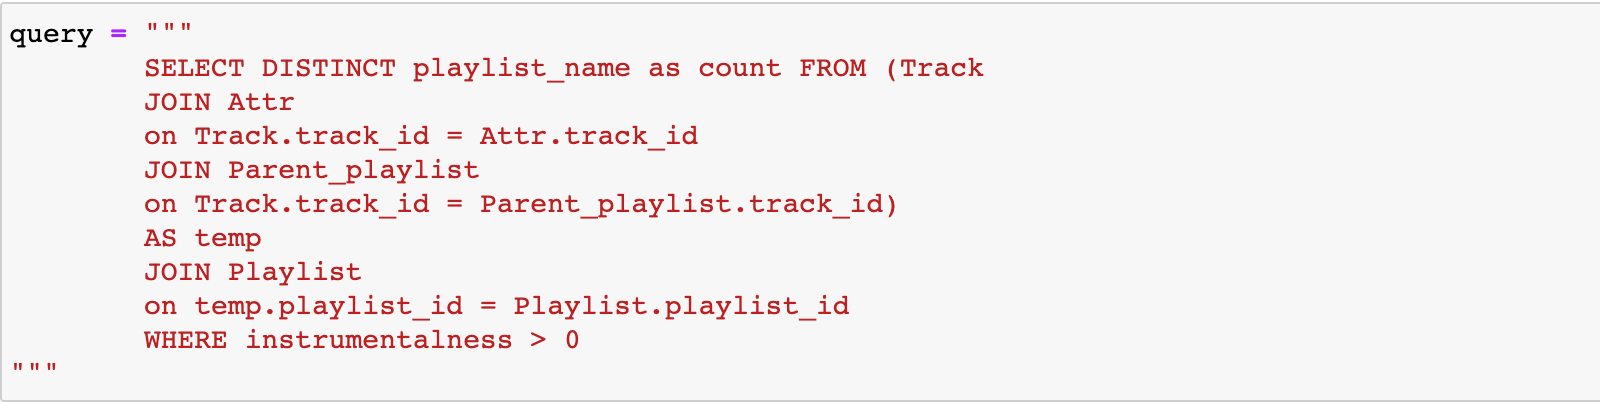 query = """
SELECT DISTINCT playlist_name as count FROM (Track
JOIN Attr
on Track.track_id = Attr.track_id
JOIN Parent_playlist
on Track.track_id = Parent_playlist.track_id)
AS temp
JOIN Playlist
on temp.playlist_id = Playlist.playlist_id
WHERE instrumentalness > 0
"""